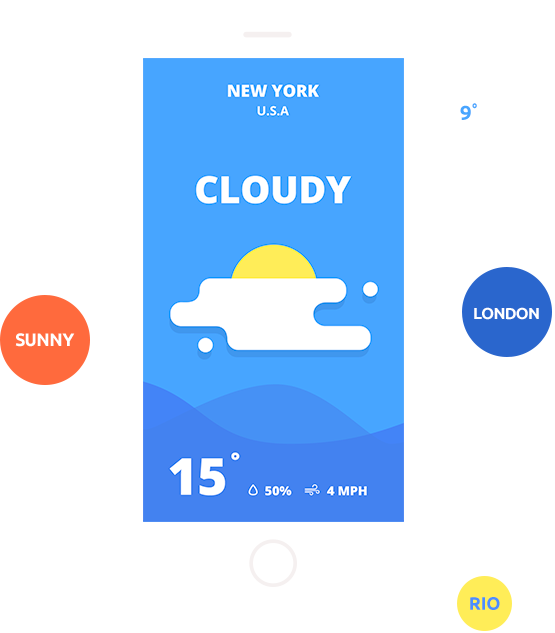 NEW YORK
U.S.A
9°
CLOUDY
SUNNY
LONDON
15°
50%
4 MPH
RIO